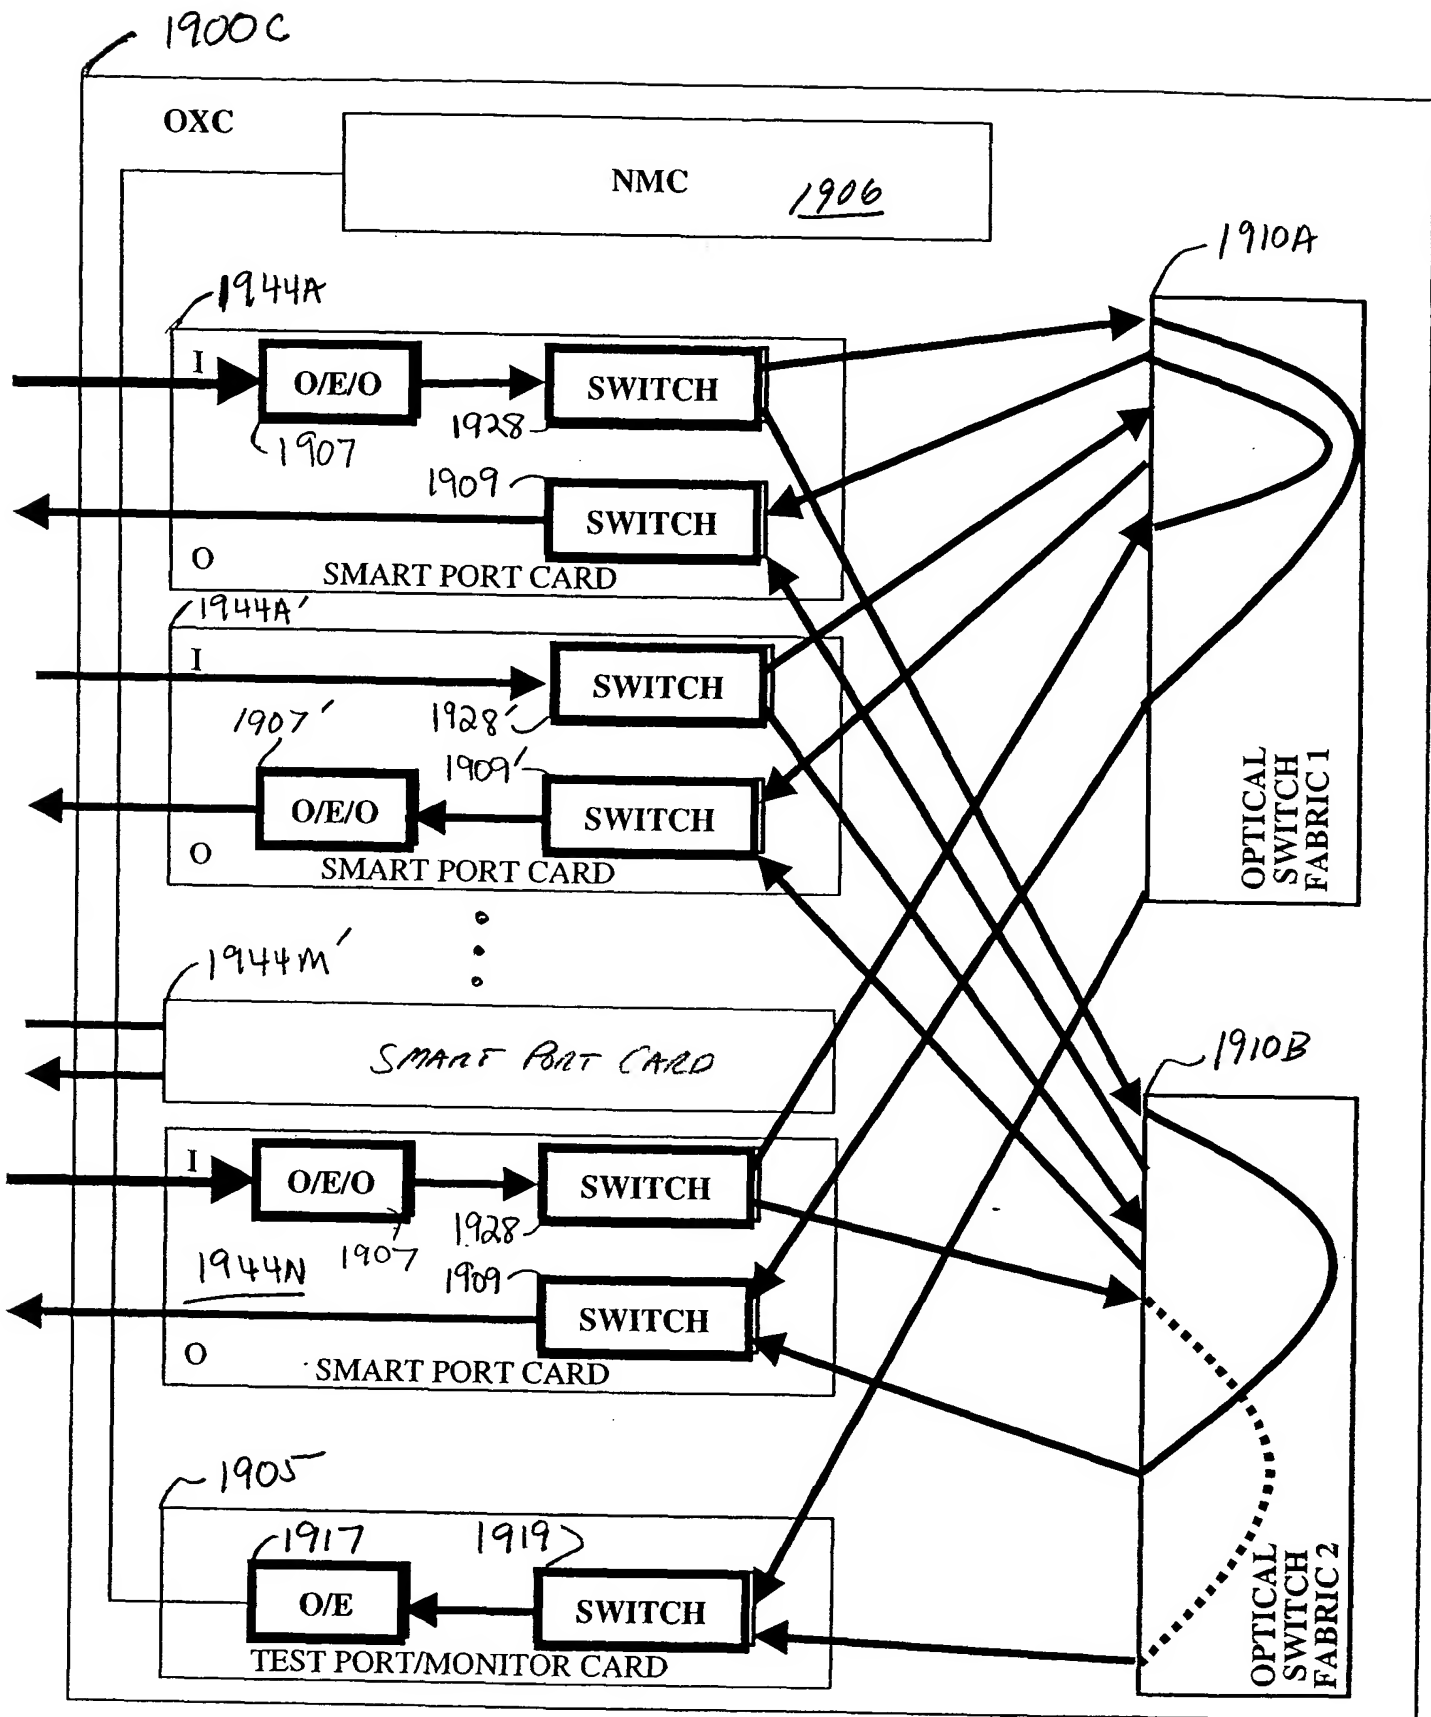 1900C
OXC
NMC 1906
1910A
1944A
I
O/E/O
SWITCH
1907
1928
1909
SWITCH
O
SMART PORT CARD
1944A'
I
SWITCH
1907'
1928'
1909'
O/E/O
SWITCH
O
SMART PORT CARD
OPTICAL
SWITCH
FABRIC 1
1944M'
SMART PORT CARD
1910B
I
O/E/O
SWITCH
1907
1928
1944N
1909
SWITCH
O
SMART PORT CARD
1905
1917
1919
O/E
SWITCH
TEST PORT/MONITOR CARD
OPTICAL
SWITCH
FABRIC 2